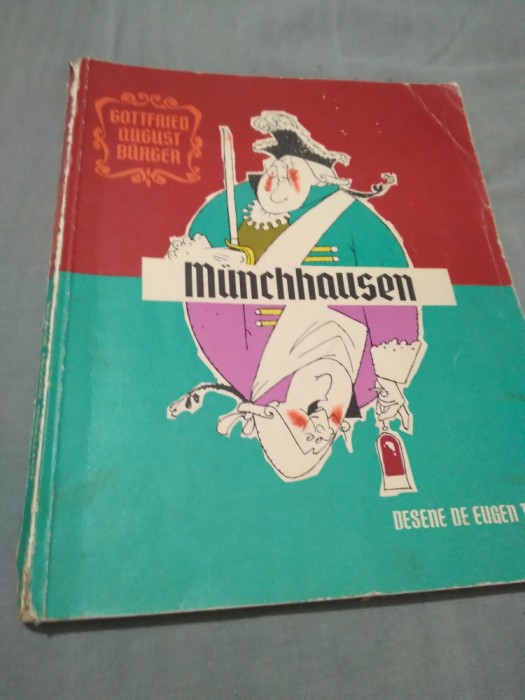 GOTTFRIED
AUGUST
BÜRGER
Münchhausen
DESENE DE EUGEN